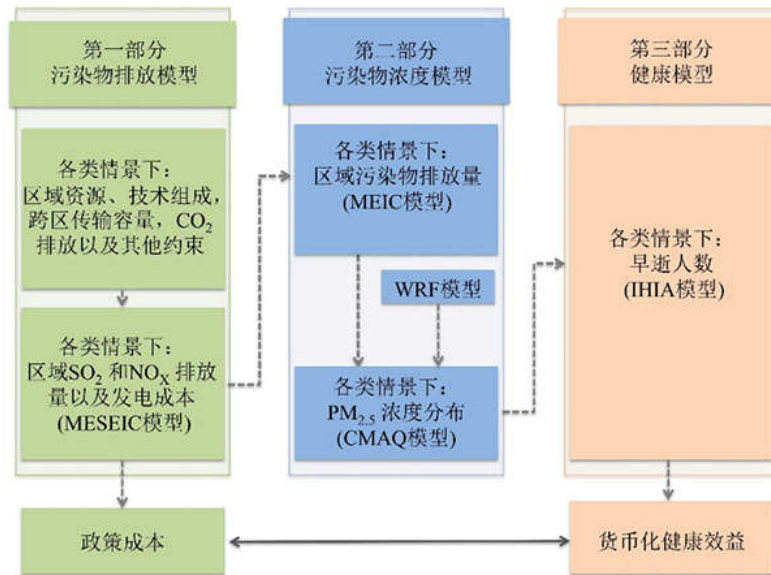 第一部分
污染物排放模型
各类情景下：
区域资源、技术组成，
跨区传输容量，CO₂
排放以及其他约束
各类情景下：
区域SO₂ 和NOₓ 排放
量以及发电成本
(MESEIC模型)
政策成本
第二部分
污染物浓度模型
各类情景下：
区域污染物排放量
(MEIC模型)
WRF模型
各类情景下：
PM₂.₅ 浓度分布
(CMAQ模型)
第三部分
健康模型
各类情景下：
早逝人数
(IHIA模型)
货币化健康效益